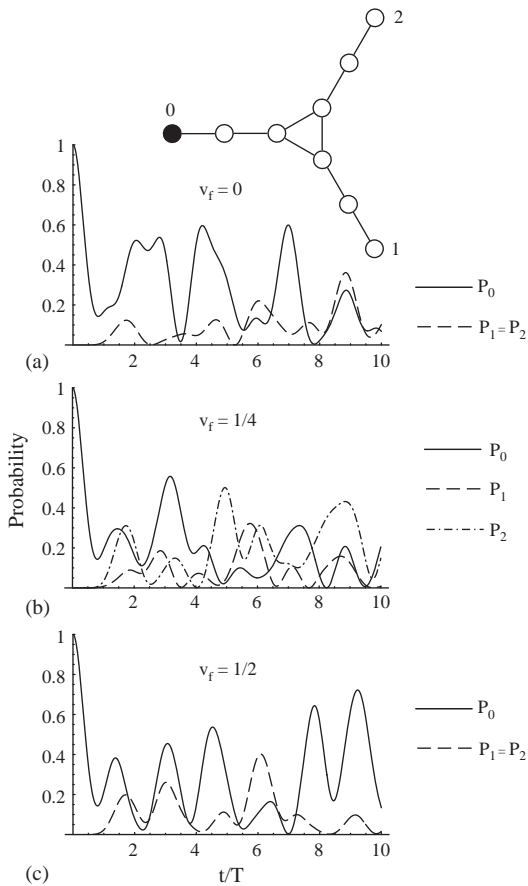 2
0
1
1
0.8
0.6
0.4
0.2
v_f = 0
P_0
P_1 = P_2
2 4 6 8 10
(a)
1
0.8
0.6
0.4
0.2
v_f = 1/4
P_0
P_1
P_2
2 4 6 8 10
(b)
Probability
1
0.8
0.6
0.4
0.2
v_f = 1/2
P_0
P_1 = P_2
2 4 6 8 10
(c)
t/T